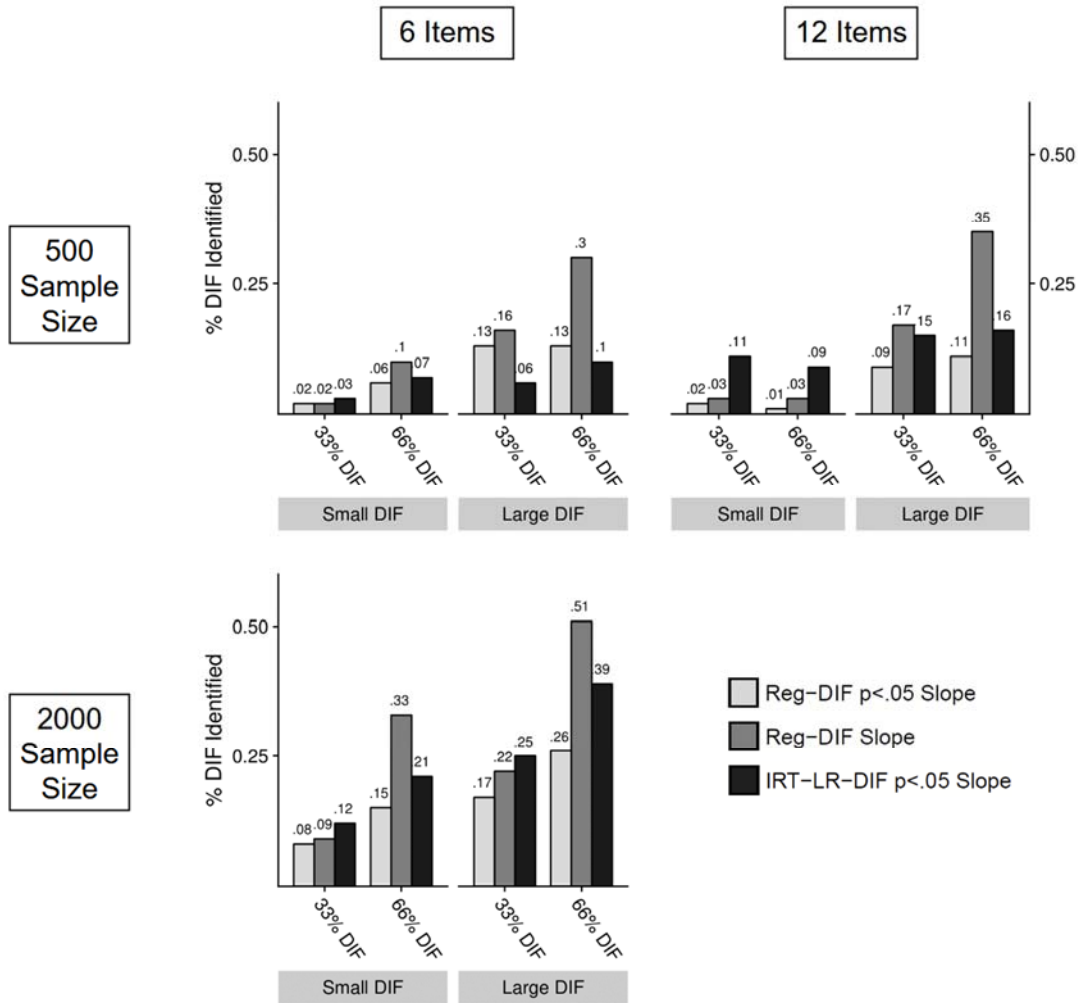 6 Items
12 Items
500
Sample
Size
% DIF Identified
0.50
0.25
.02
.02
.03
.06
.1
.07
.13
.16
.06
.13
.3
.1
33% DIF
66% DIF
33% DIF
66% DIF
Small DIF
Large DIF
.02
.03
.11
.01
.03
.09
.09
.17
.15
.11
.35
.16
0.50
0.25
33% DIF
66% DIF
33% DIF
66% DIF
Small DIF
Large DIF
2000
Sample
Size
% DIF Identified
0.50
0.25
.08
.09
.12
.15
.33
.21
.17
.22
.25
.26
.51
.39
33% DIF
66% DIF
33% DIF
66% DIF
Small DIF
Large DIF
Reg−DIF p<.05 Slope
Reg−DIF Slope
IRT−LR−DIF p<.05 Slope